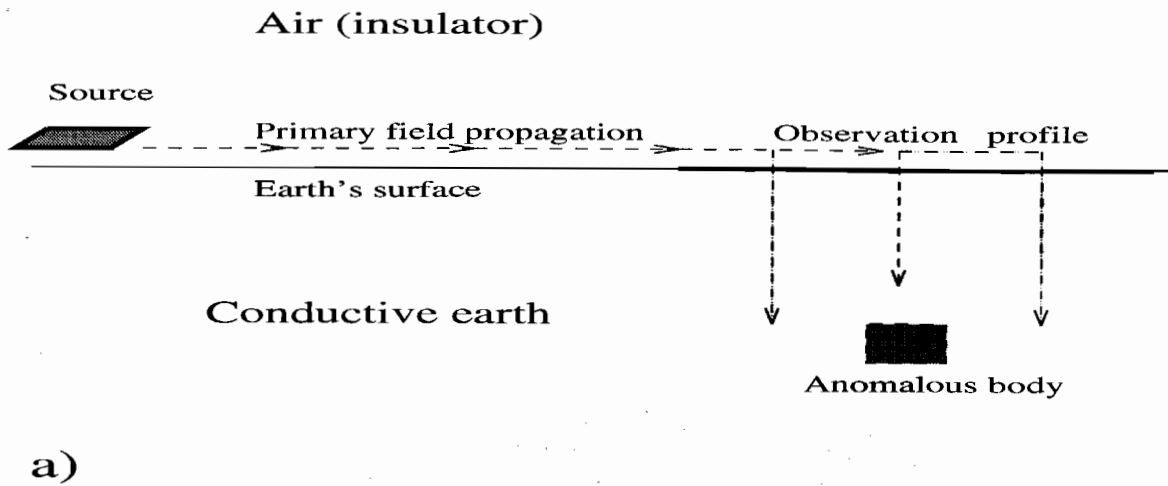 Air (insulator)
Source
Primary field propagation
Observation profile
Earth's surface
Conductive earth
Anomalous body
a)